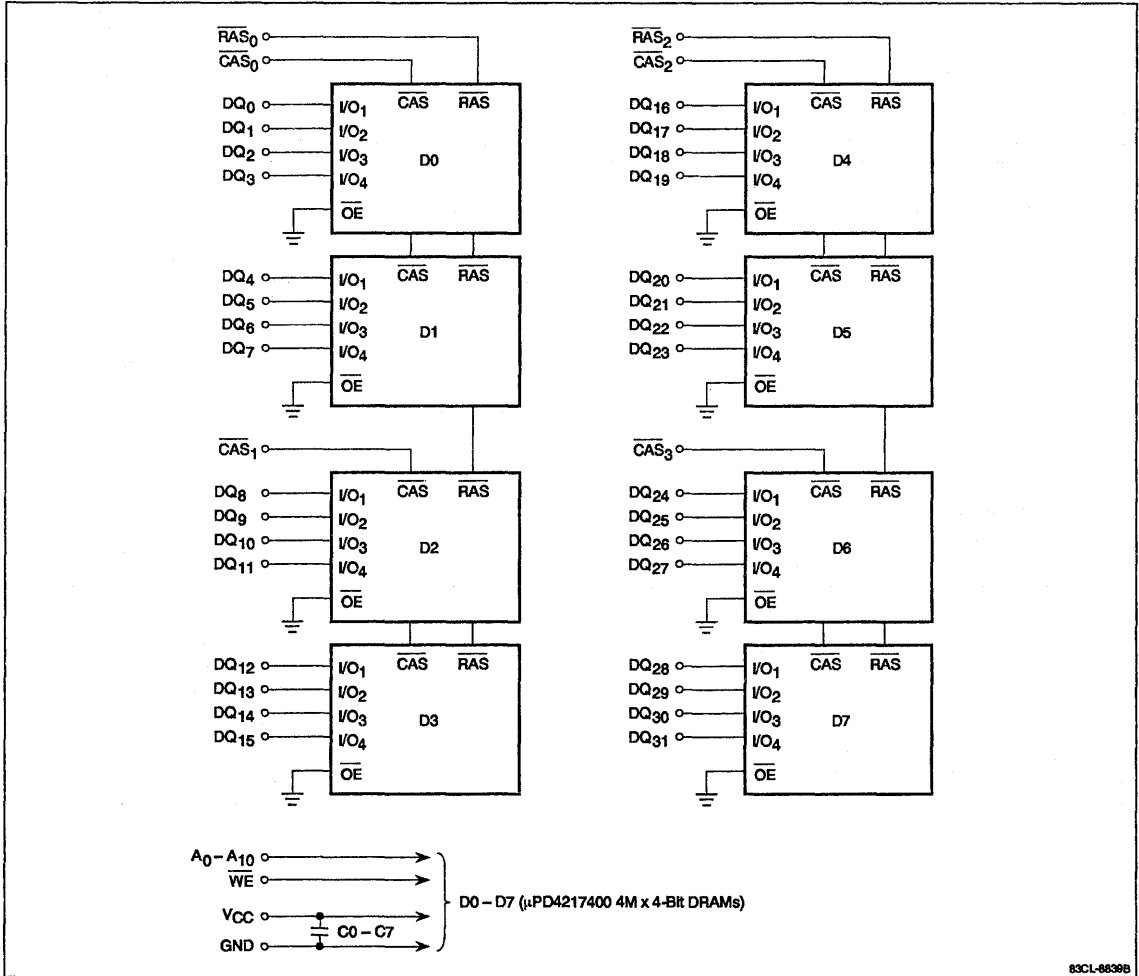 RAS0
CAS0
CAS RAS
DQ0 I/O1
DQ1 I/O2
DQ2 I/O3
DQ3 I/O4
D0
OE
CAS RAS
DQ4 I/O1
DQ5 I/O2
DQ6 I/O3
DQ7 I/O4
D1
OE
CAS1
CAS RAS
DQ8 I/O1
DQ9 I/O2
DQ10 I/O3
DQ11 I/O4
D2
OE
CAS RAS
DQ12 I/O1
DQ13 I/O2
DQ14 I/O3
DQ15 I/O4
D3
OE
RAS2
CAS2
CAS RAS
DQ16 I/O1
DQ17 I/O2
DQ18 I/O3
DQ19 I/O4
D4
OE
CAS RAS
DQ20 I/O1
DQ21 I/O2
DQ22 I/O3
DQ23 I/O4
D5
OE
CAS3
CAS RAS
DQ24 I/O1
DQ25 I/O2
DQ26 I/O3
DQ27 I/O4
D6
OE
CAS RAS
DQ28 I/O1
DQ29 I/O2
DQ30 I/O3
DQ31 I/O4
D7
OE
A0–A10
WE
VCC
C0 – C7
GND
D0 – D7 (μPD4217400 4M x 4-Bit DRAMs)
83CL-8839B